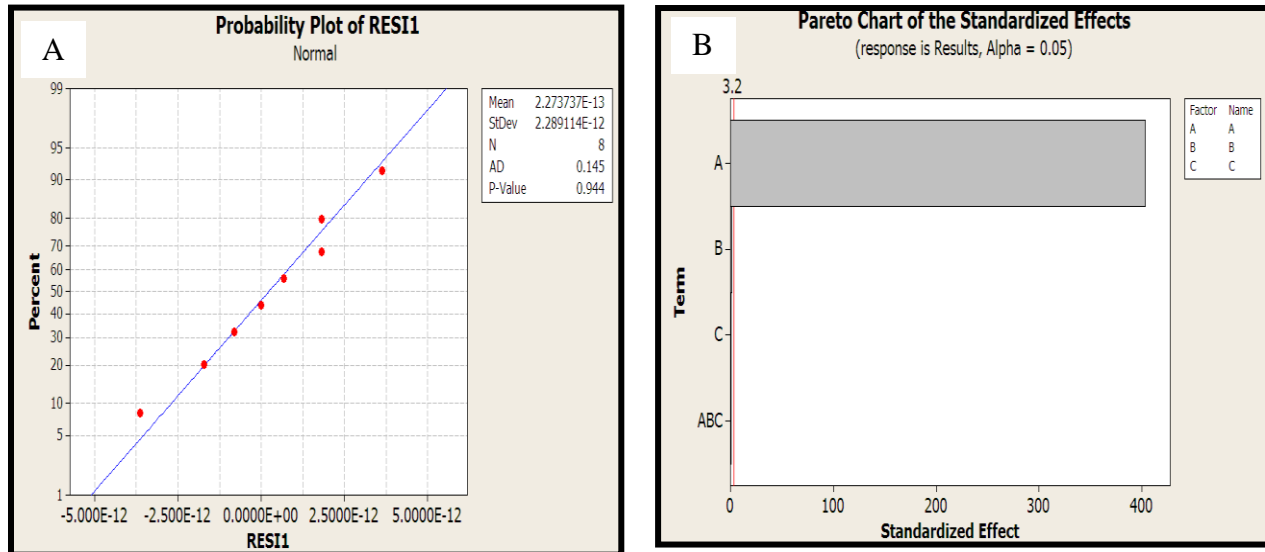 A
Probability Plot of RESI1
Normal
Percent
99
95
90
80
70
60
50
40
30
20
10
5
1
-5.000E-12 -2.500E-12 0.0000E+00 2.5000E-12 5.0000E-12
RESI1
Mean 2.273737E-13
StDev 2.289114E-12
N 8
AD 0.145
P-Value 0.944
B
Pareto Chart of the Standardized Effects
(response is Results, Alpha = 0.05)
3.2
Term
A
B
C
ABC
0 100 200 300 400
Standardized Effect
Factor Name
A A
B B
C C